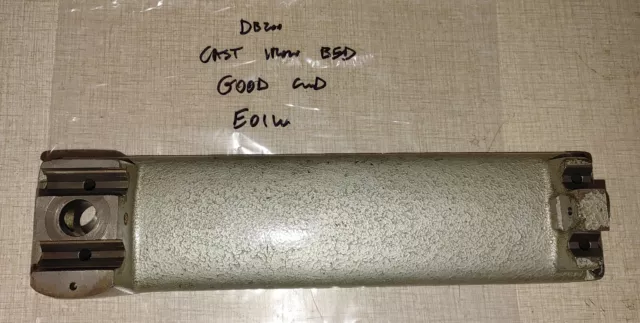 DB200
CAST IRON BED
GOOD CND
E01W